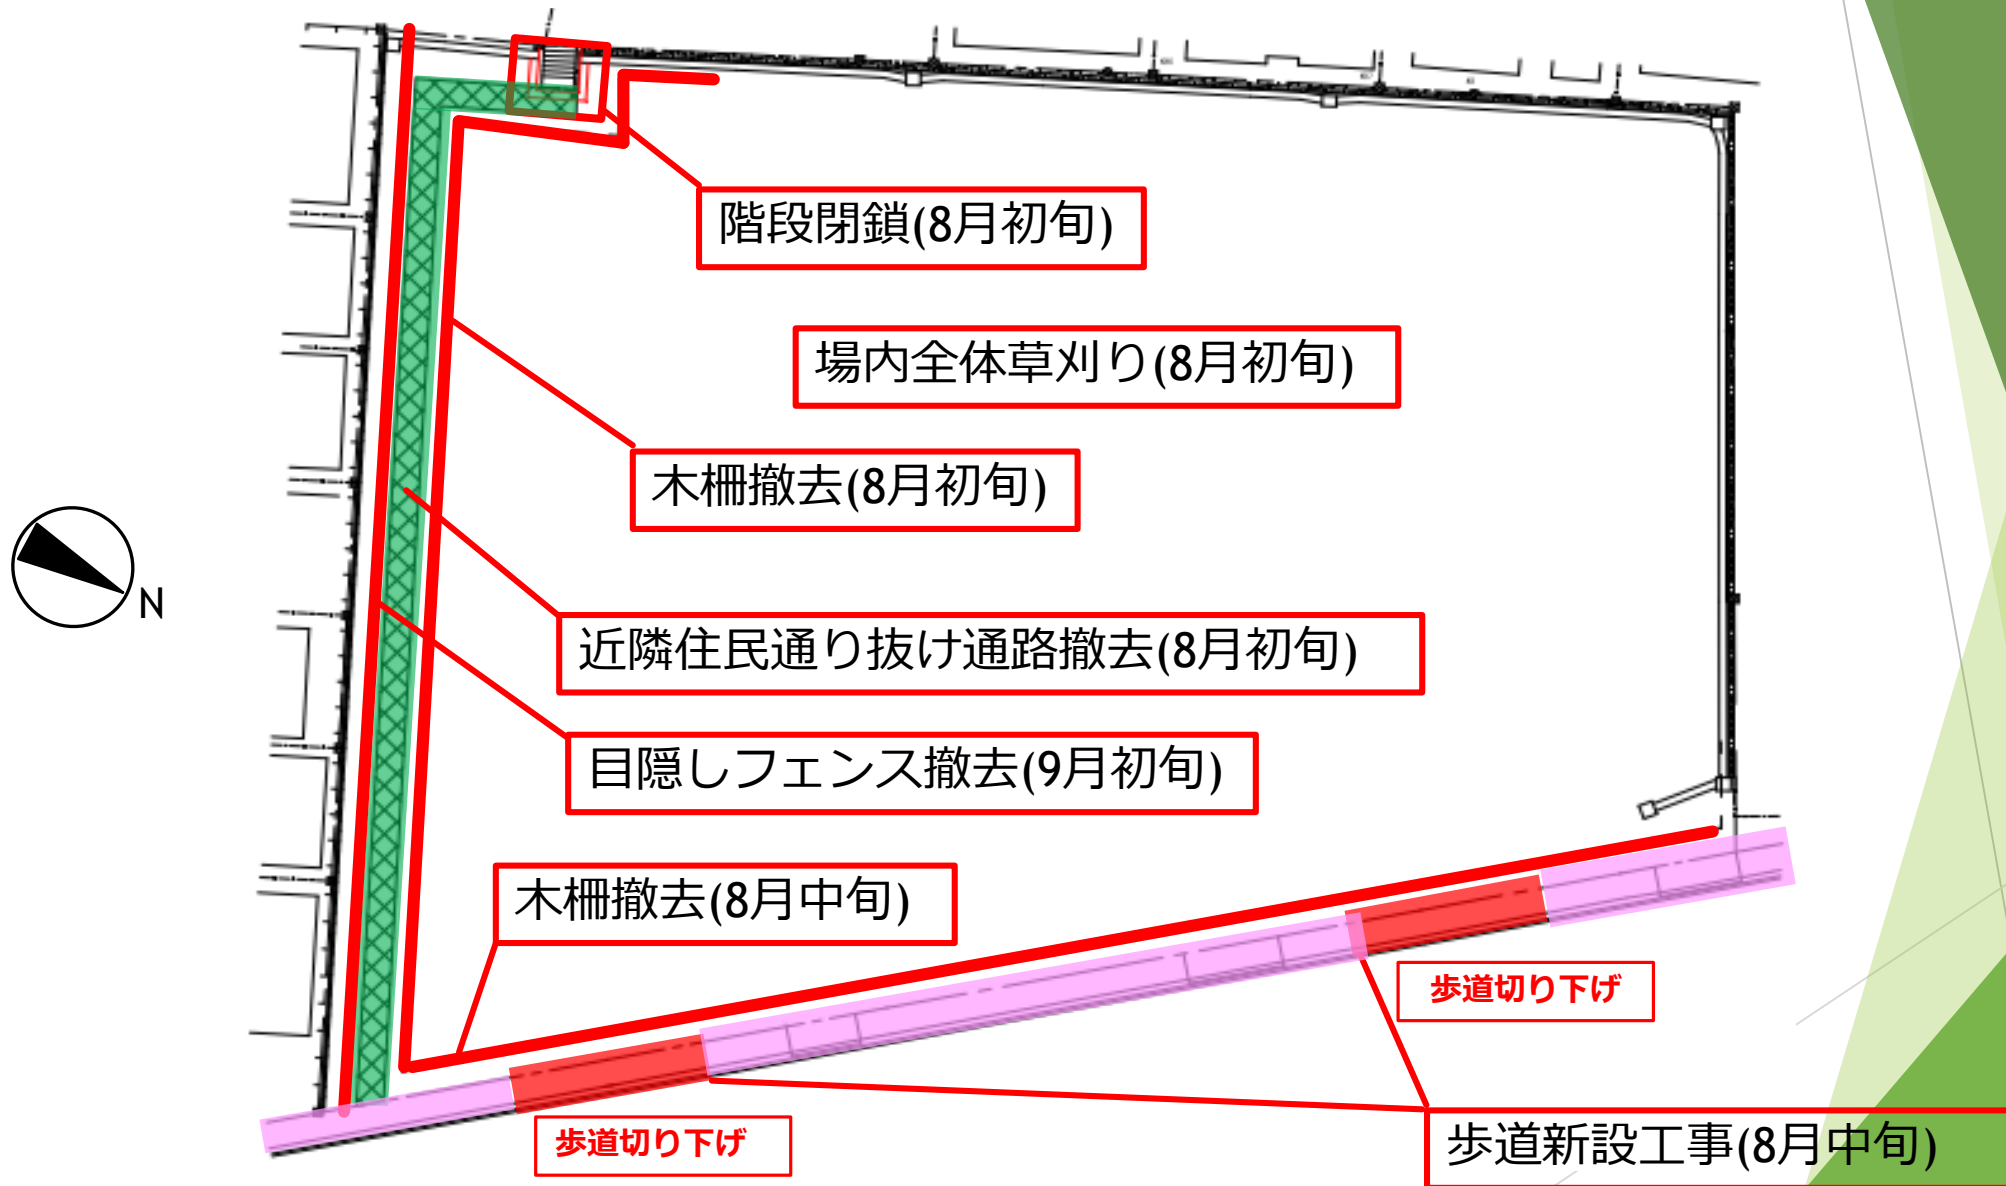 階段閉鎖(8月初旬)
場内全体草刈り(8月初旬)
木柵撤去(8月初旬)
N
近隣住民通り抜け通路撤去(8月初旬)
目隠しフェンス撤去(9月初旬)
木柵撤去(8月中旬)
歩道切り下げ
歩道切り下げ
歩道新設工事(8月中旬)